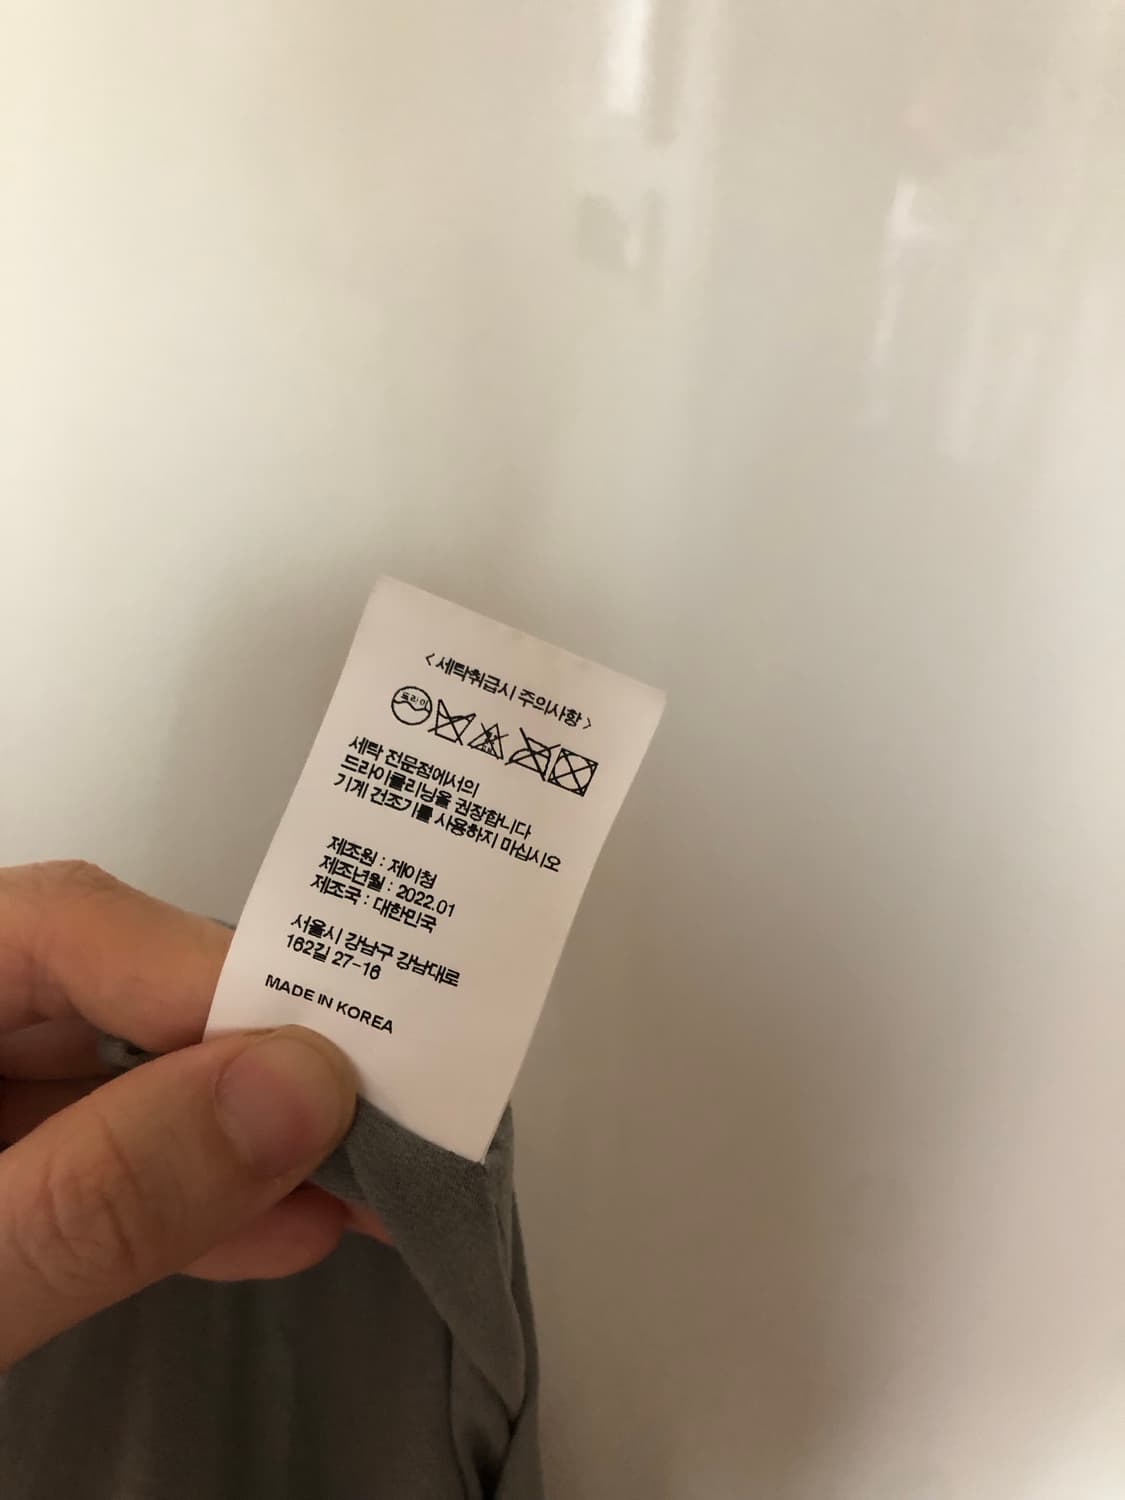 <세탁취급시 주의사항>
드라이
세탁 전문점에서의
드라이클리닝을 권장합니다
기계 건조기를 사용하지 마십시오
제조원 : 제이청
제조년월 : 2022.01
제조국 : 대한민국
서울시 강남구 강남대로
162길 27-16
MADE IN KOREA